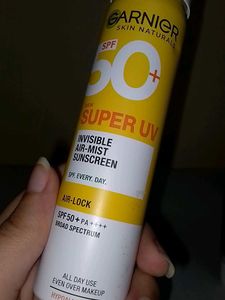 GARNIER
SKIN NATURALS
SPF
50+
NEW
SUPER UV
INVISIBLE
AIR-MIST
SUNSCREEN
SPF. EVERY. DAY.
AIR-LOCK
SPF 50+ PA ++++
BROAD SPECTRUM
ALL DAY USE
EVEN OVER MAKEUP